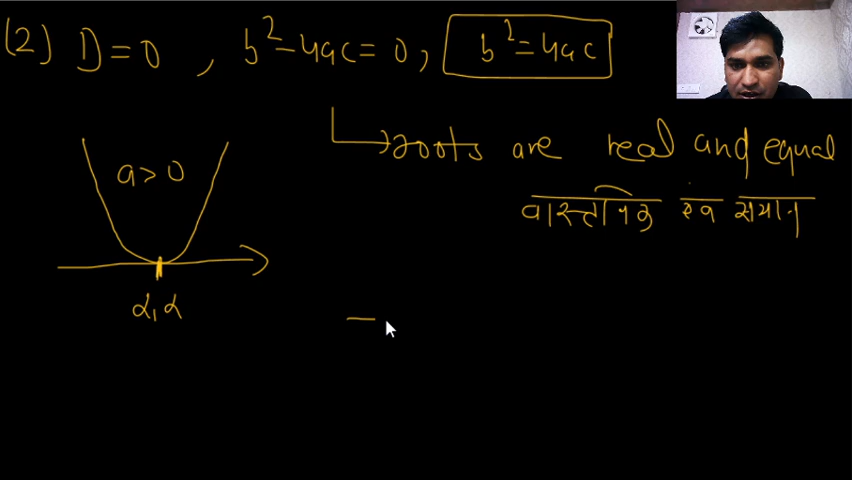 (2) D=0 , b²-4ac=0, b²=4ac
a>0
roots are real and equal
वास्तविक एवं समान
α,α